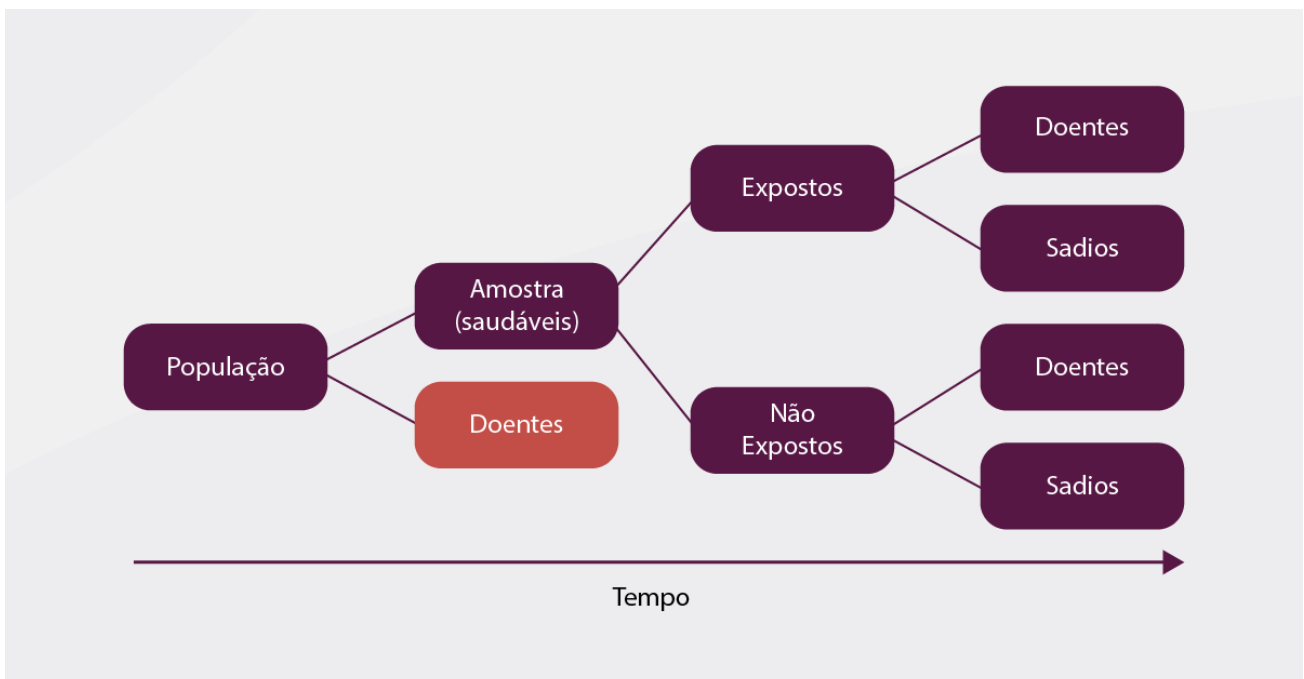 População
Amostra
(saudáveis)
Doentes
Expostos
Não
Expostos
Doentes
Sadios
Doentes
Sadios
Tempo